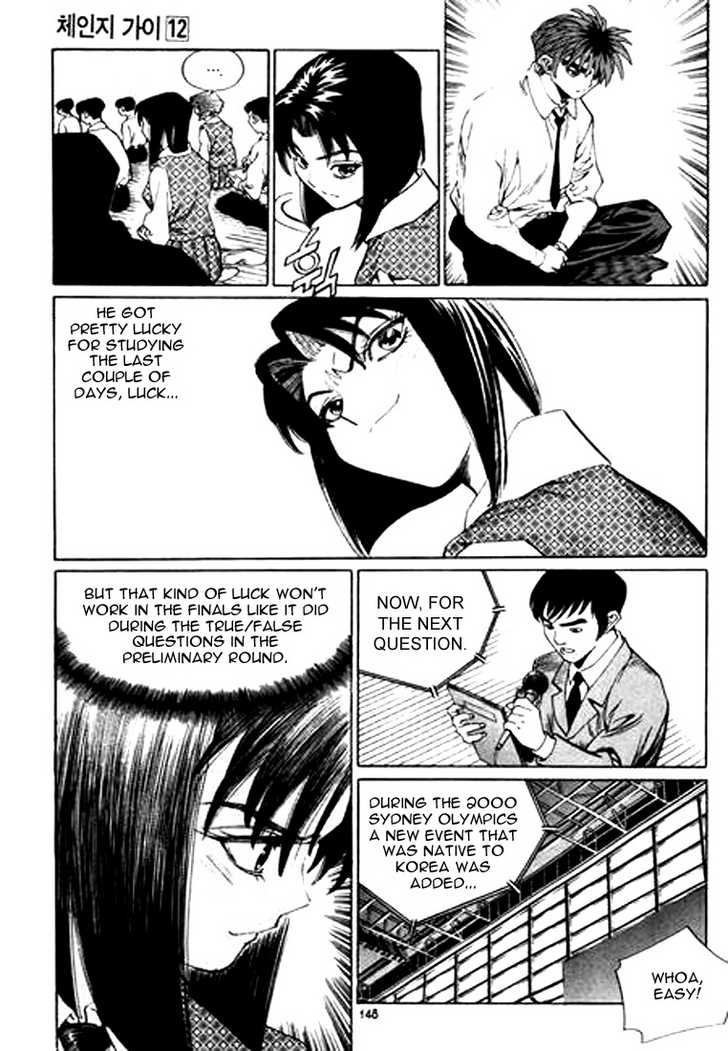 체인지 가이 12
...
휴우
HE GOT
PRETTY LUCKY
FOR STUDYING
THE LAST
COUPLE OF
DAYS, LUCK...
BUT THAT KIND OF LUCK WON'T
WORK IN THE FINALS LIKE IT DID
DURING THE TRUE/FALSE
QUESTIONS IN THE
PRELIMINARY ROUND.
NOW, FOR
THE NEXT
QUESTION.
DURING THE 2000
SYDNEY OLYMPICS
A NEW EVENT THAT
WAS NATIVE TO
KOREA WAS
ADDED...
WHOA,
EASY!
148